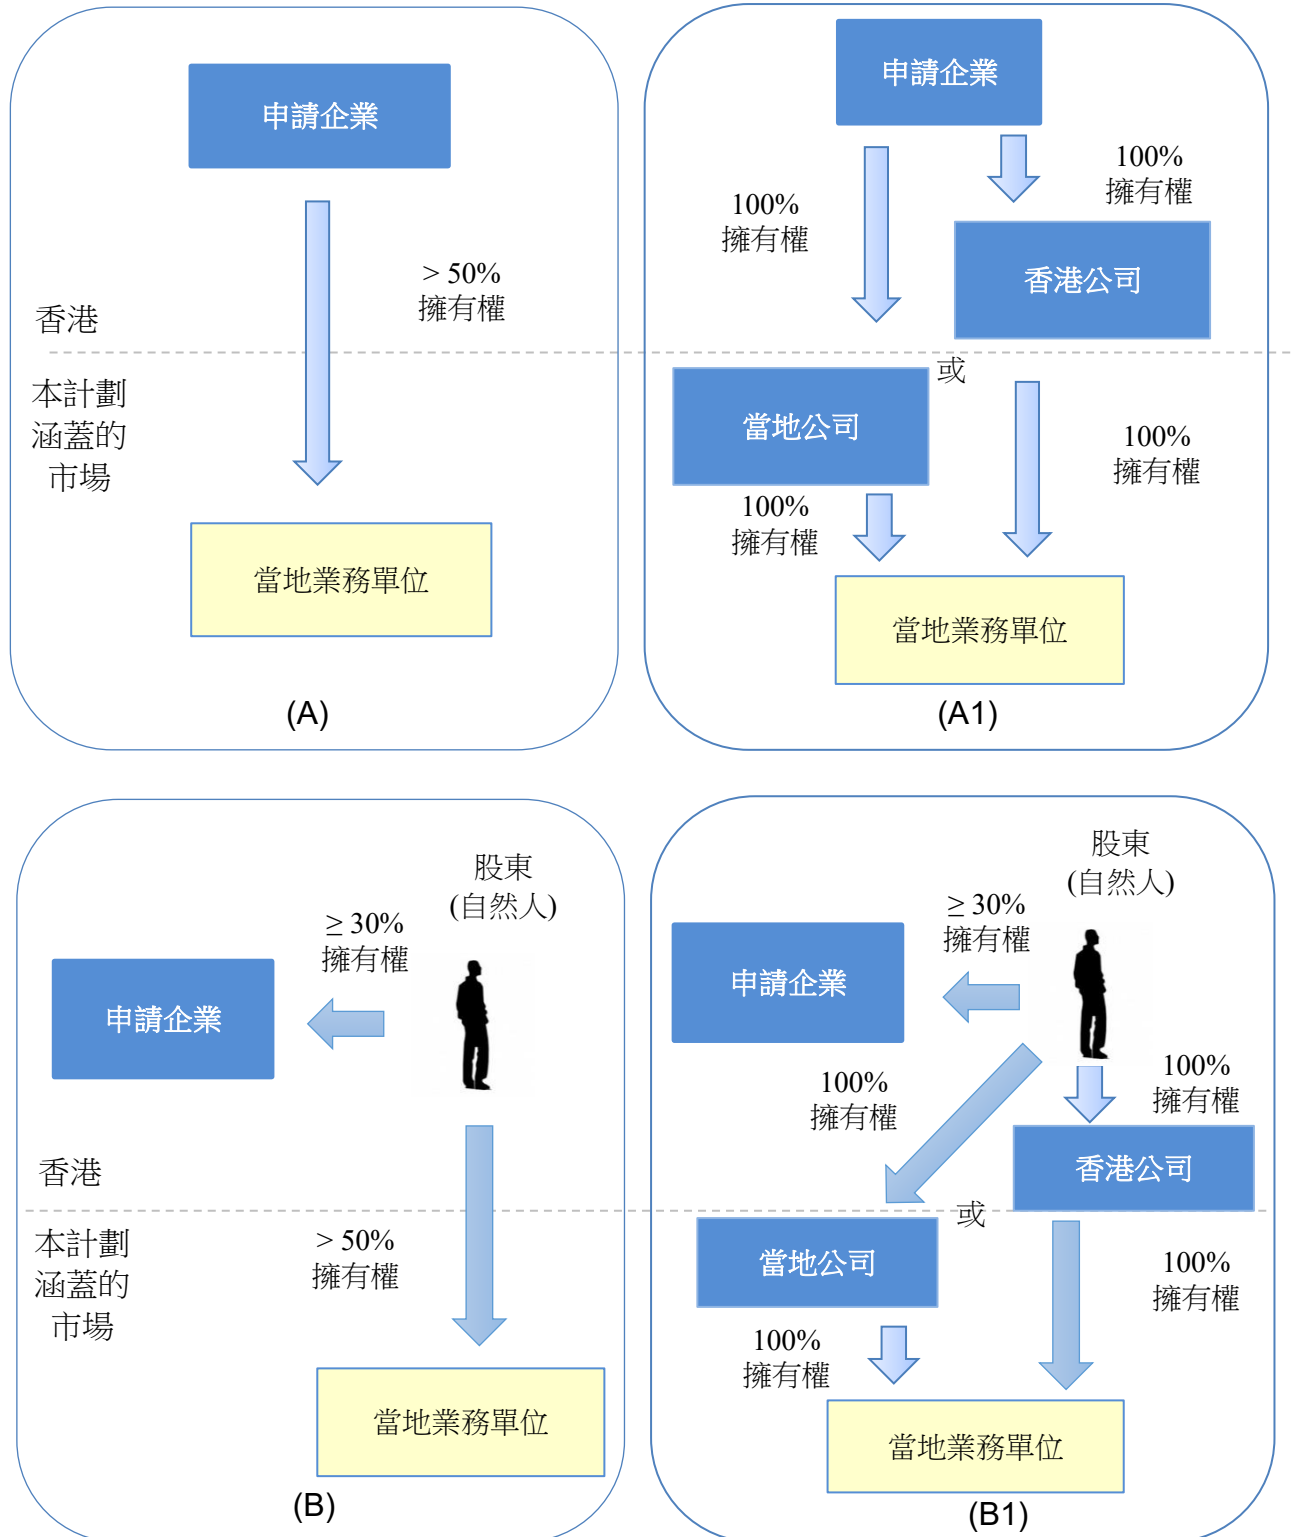 申請企業
> 50%
擁有權
香港
本計劃
涵蓋的
市場
當地業務單位
(A)
申請企業
100%
擁有權
100%
擁有權
香港公司
或
當地公司
100%
擁有權
100%
擁有權
當地業務單位
(A1)
股東
(自然人)
≥ 30%
擁有權
申請企業
香港
本計劃
涵蓋的
市場
> 50%
擁有權
當地業務單位
(B)
股東
(自然人)
≥ 30%
擁有權
申請企業
100%
擁有權
100%
擁有權
香港公司
或
當地公司
100%
擁有權
100%
擁有權
當地業務單位
(B1)